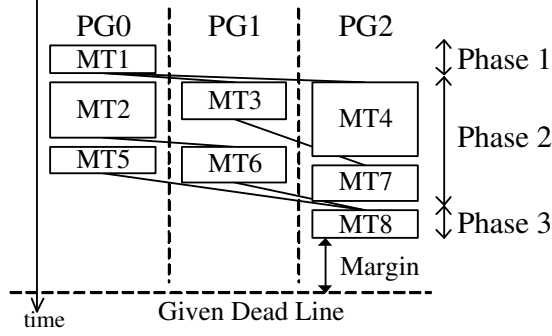 PG0 PG1 PG2
MT1 Phase 1
MT2 MT3 MT4 Phase 2
MT5 MT6 MT7
MT8 Phase 3
Margin
Given Dead Line
time